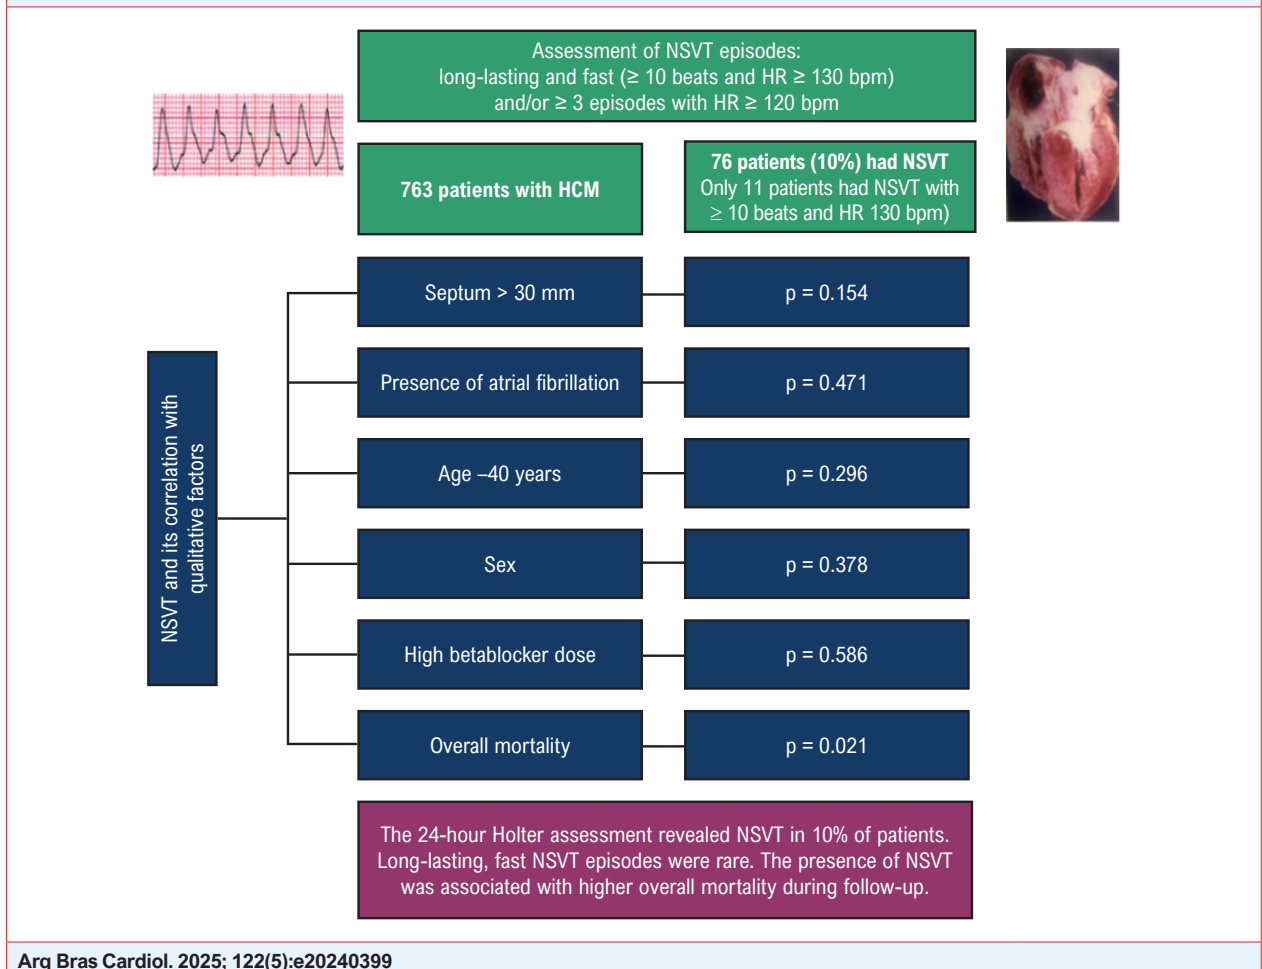 Assessment of NSVT episodes:
long-lasting and fast (≥ 10 beats and HR ≥ 130 bpm)
and/or ≥ 3 episodes with HR ≥ 120 bpm
763 patients with HCM
76 patients (10%) had NSVT
Only 11 patients had NSVT with
≥ 10 beats and HR 130 bpm)
NSVT and its correlation with
qualitative factors
Septum > 30 mm
p = 0.154
Presence of atrial fibrillation
p = 0.471
Age –40 years
p = 0.296
Sex
p = 0.378
High betablocker dose
p = 0.586
Overall mortality
p = 0.021
The 24-hour Holter assessment revealed NSVT in 10% of patients.
Long-lasting, fast NSVT episodes were rare. The presence of NSVT
was associated with higher overall mortality during follow-up.
Arq Bras Cardiol. 2025; 122(5):e20240399